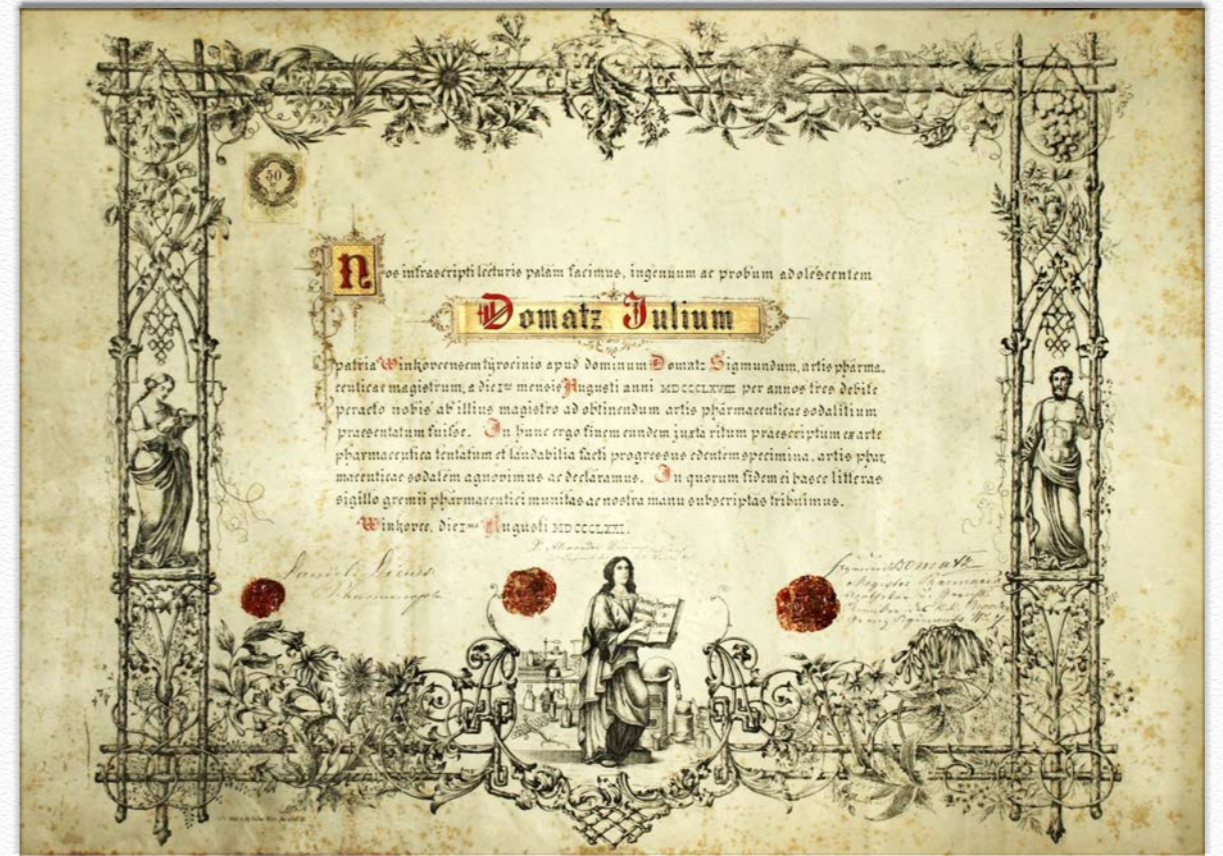 50
Nos infrascripti lecturis palam facimus, ingenuum ac probum adolescentem
Domatz Julium
patria Winkovcensem tyrocinio apud dominum Domatz Sigmundum, artis pharma-
ceuticae magistrum, a die mensis Augusti anni MDCCCLXVIII per annos tres debite
peracto nobis ab illius magistro ad obtinendum artis pharmaceuticae sodalitium
praesentatum fuisse. In hunc ergo finem eundem juxta ritum praescriptum ex arte
pharmaceutica tentatum et laudabilia facti progressus edentem specimina, artis phar-
maceuticae sodalem agnovimus ac declaramus. In quorum fidem ei hasce litteras
sigillo gremii pharmaceutici munitas ac nostra manu subscriptas tribuimus.
Winkovce, die Augusti
Domatz
Magister